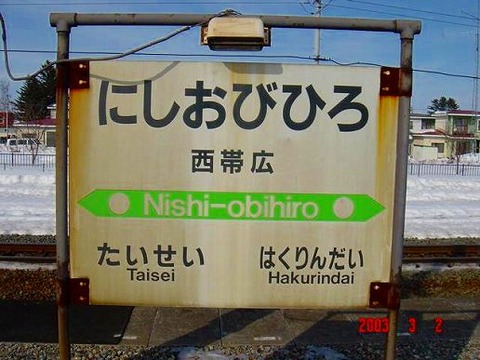 にしおびひろ
西帯広
Nishi-obihiro
たいせい
Taisei
はくりんだい
Hakurindai
2003 3 2